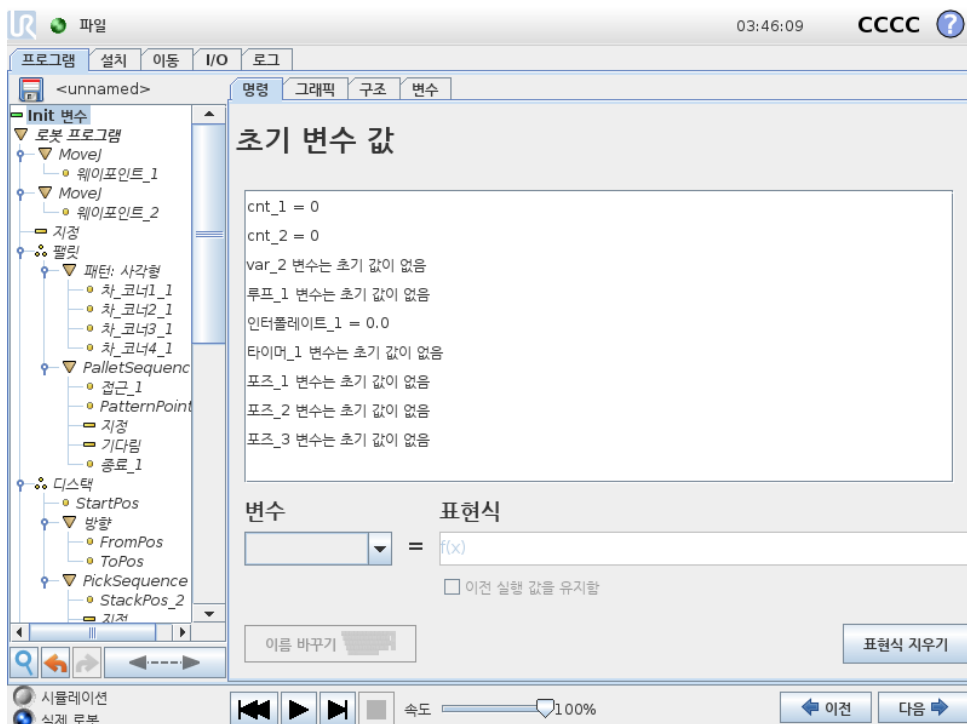 UR 파일 03:46:09 CCCC ?
프로그램 설치 이동 I/O 로그
<unnamed>
명령 그래픽 구조 변수
Init 변수
로봇 프로그램
MoveJ
웨이포인트_1
MoveJ
웨이포인트_2
지정
팰릿
패턴: 사각형
차_코너1_1
차_코너2_1
차_코너3_1
차_코너4_1
PalletSequenc
접근_1
PatternPoint
지정
기다림
종료_1
디스택
StartPos
방향
FromPos
ToPos
PickSequence
StackPos_2
지정
초기 변수 값
cnt_1 = 0
cnt_2 = 0
var_2 변수는 초기 값이 없음
루프_1 변수는 초기 값이 없음
인터폴레이트_1 = 0.0
타이머_1 변수는 초기 값이 없음
포즈_1 변수는 초기 값이 없음
포즈_2 변수는 초기 값이 없음
포즈_3 변수는 초기 값이 없음
변수 표현식
= f(x)
이전 실행 값을 유지함
이름 바꾸기 표현식 지우기
시뮬레이션
실제 로봇
속도 100% 이전 다음